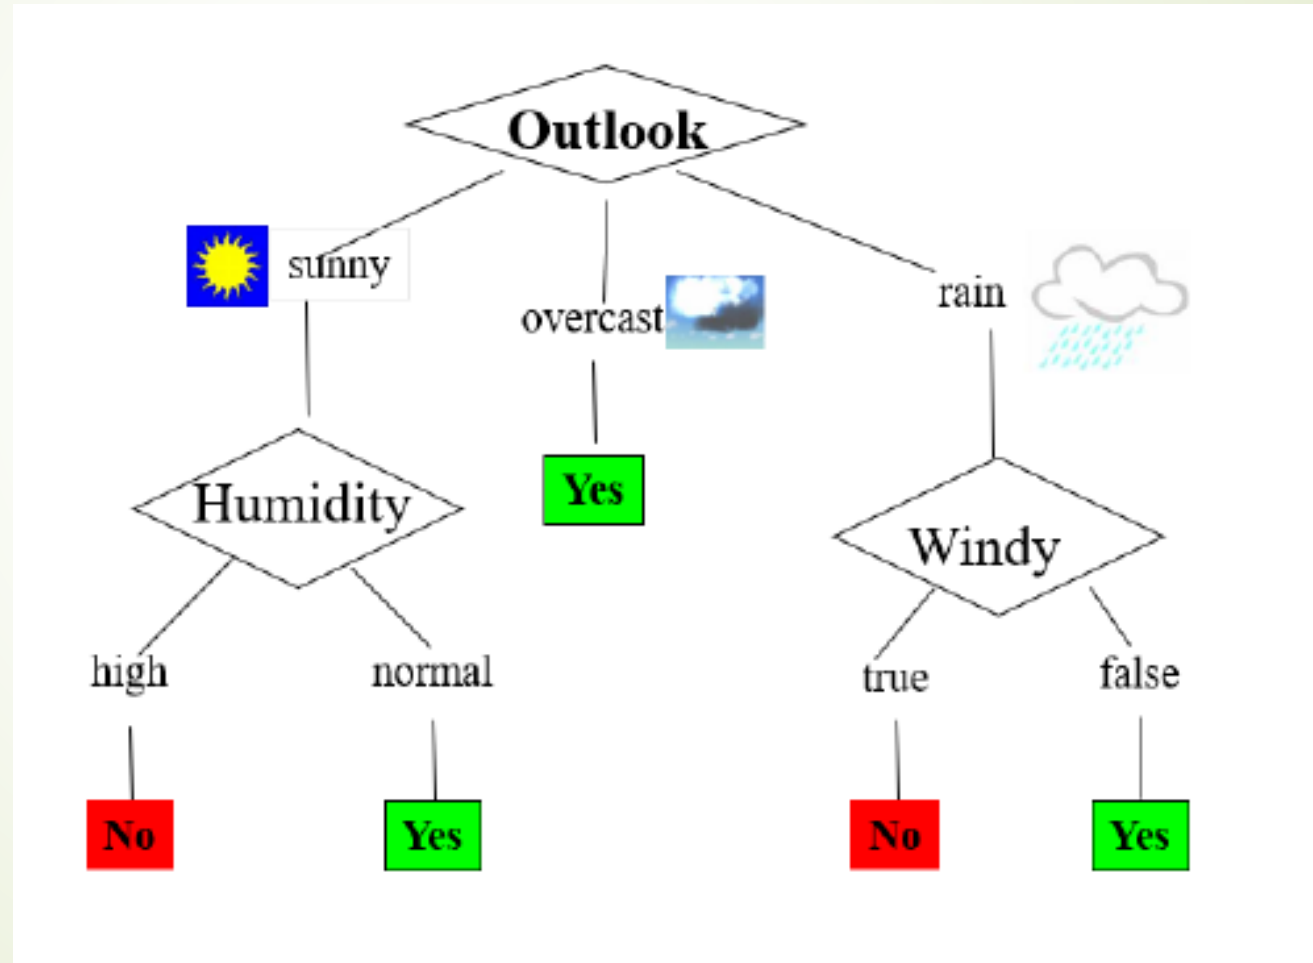 Outlook
sunny
overcast
rain
Humidity
Yes
Windy
high
normal
true
false
No
Yes
No
Yes